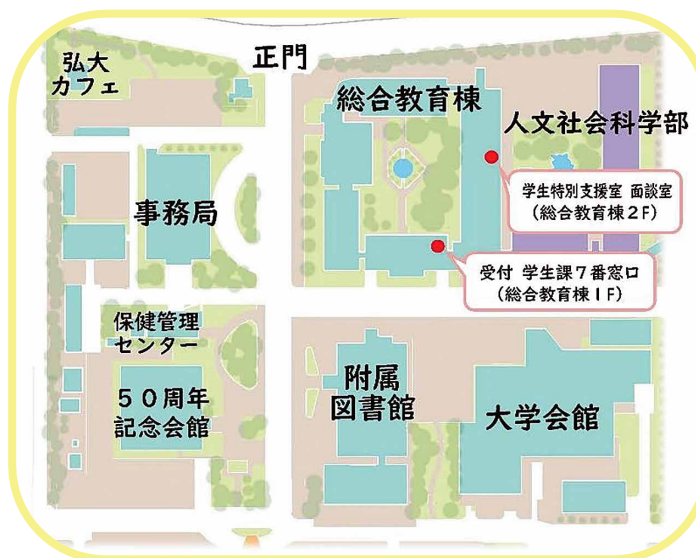 正門
弘大
カフェ
総合教育棟
人文社会科学部
学生特別支援室 面談室
(総合教育棟2F)
事務局
受付 学生課7番窓口
(総合教育棟1F)
保健管理
センター
50周年
記念会館
附属
図書館
大学会館